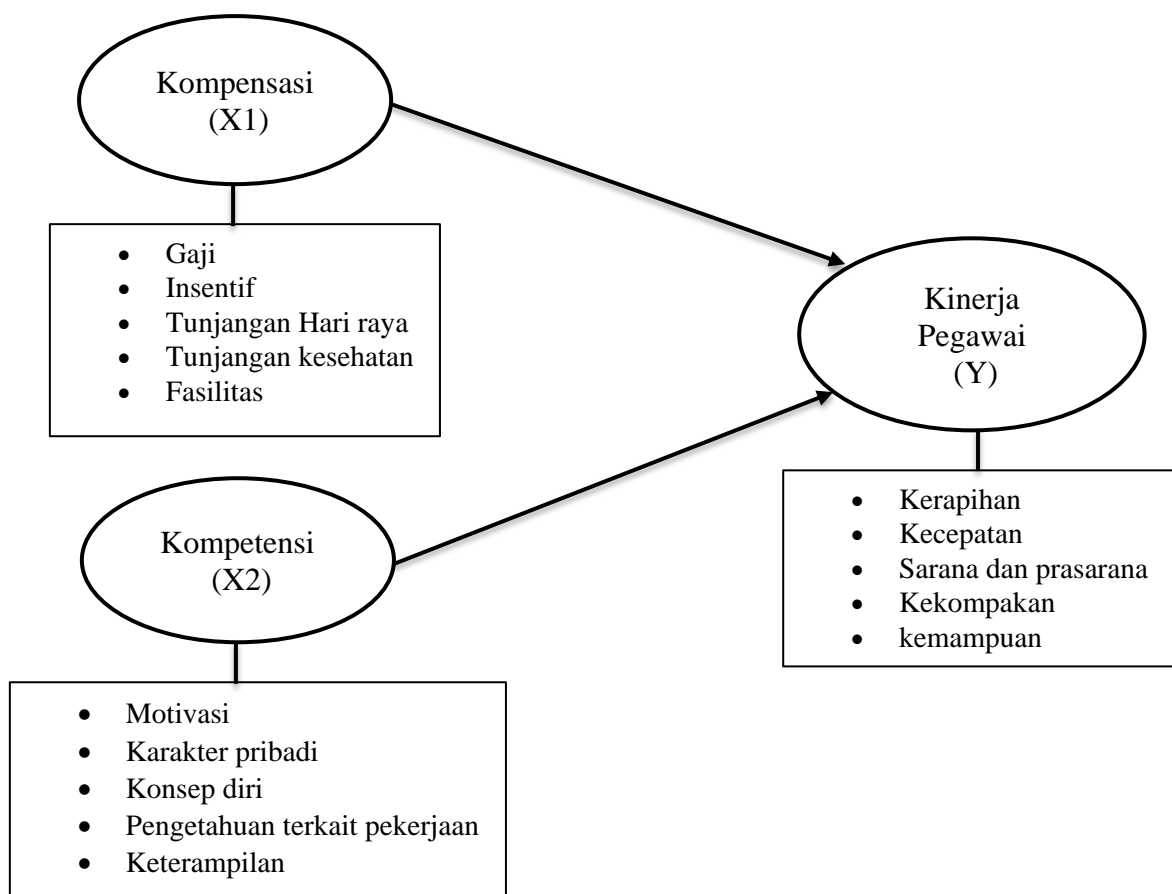 Kompensasi
(X1)
• Gaji
• Insentif
• Tunjangan Hari raya
• Tunjangan kesehatan
• Fasilitas
Kinerja
Pegawai
(Y)
• Kerapihan
• Kecepatan
• Sarana dan prasarana
• Kekompakan
• kemampuan
Kompetensi
(X2)
• Motivasi
• Karakter pribadi
• Konsep diri
• Pengetahuan terkait pekerjaan
• Keterampilan